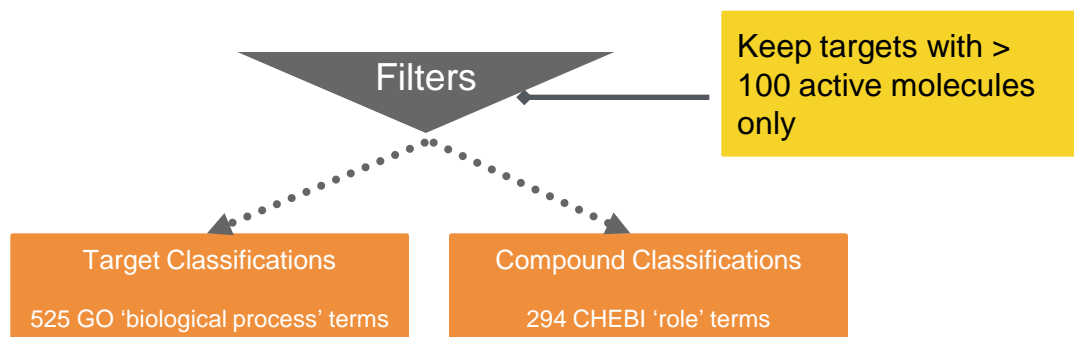 Filters
Keep targets with >
100 active molecules
only
Target Classifications
525 GO ‘biological process’ terms
Compound Classifications
294 CHEBI ‘role’ terms